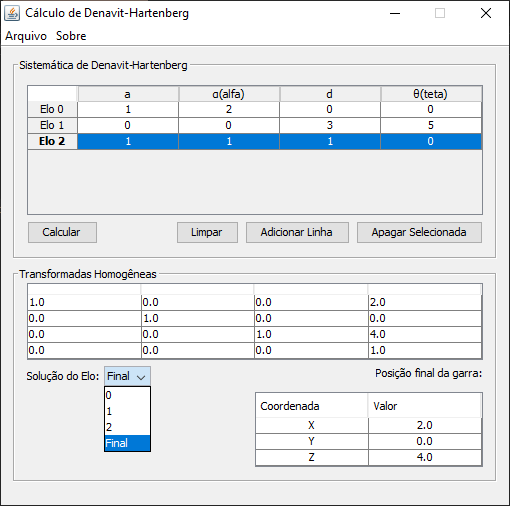 Cálculo de Denavit-Hartenberg
Arquivo Sobre
Sistemática de Denavit-Hartenberg
a α(alfa) d θ(teta)
Elo 0 1 2 0 0
Elo 1 0 0 3 5
Elo 2 1 1 1 0
Calcular Limpar Adicionar Linha Apagar Selecionada
Transformadas Homogêneas
1.0 0.0 0.0 2.0
0.0 1.0 0.0 0.0
0.0 0.0 1.0 4.0
0.0 0.0 0.0 1.0
Solução do Elo: Final Posição final da garra:
0
1
2
Final
Coordenada Valor
X 2.0
Y 0.0
Z 4.0